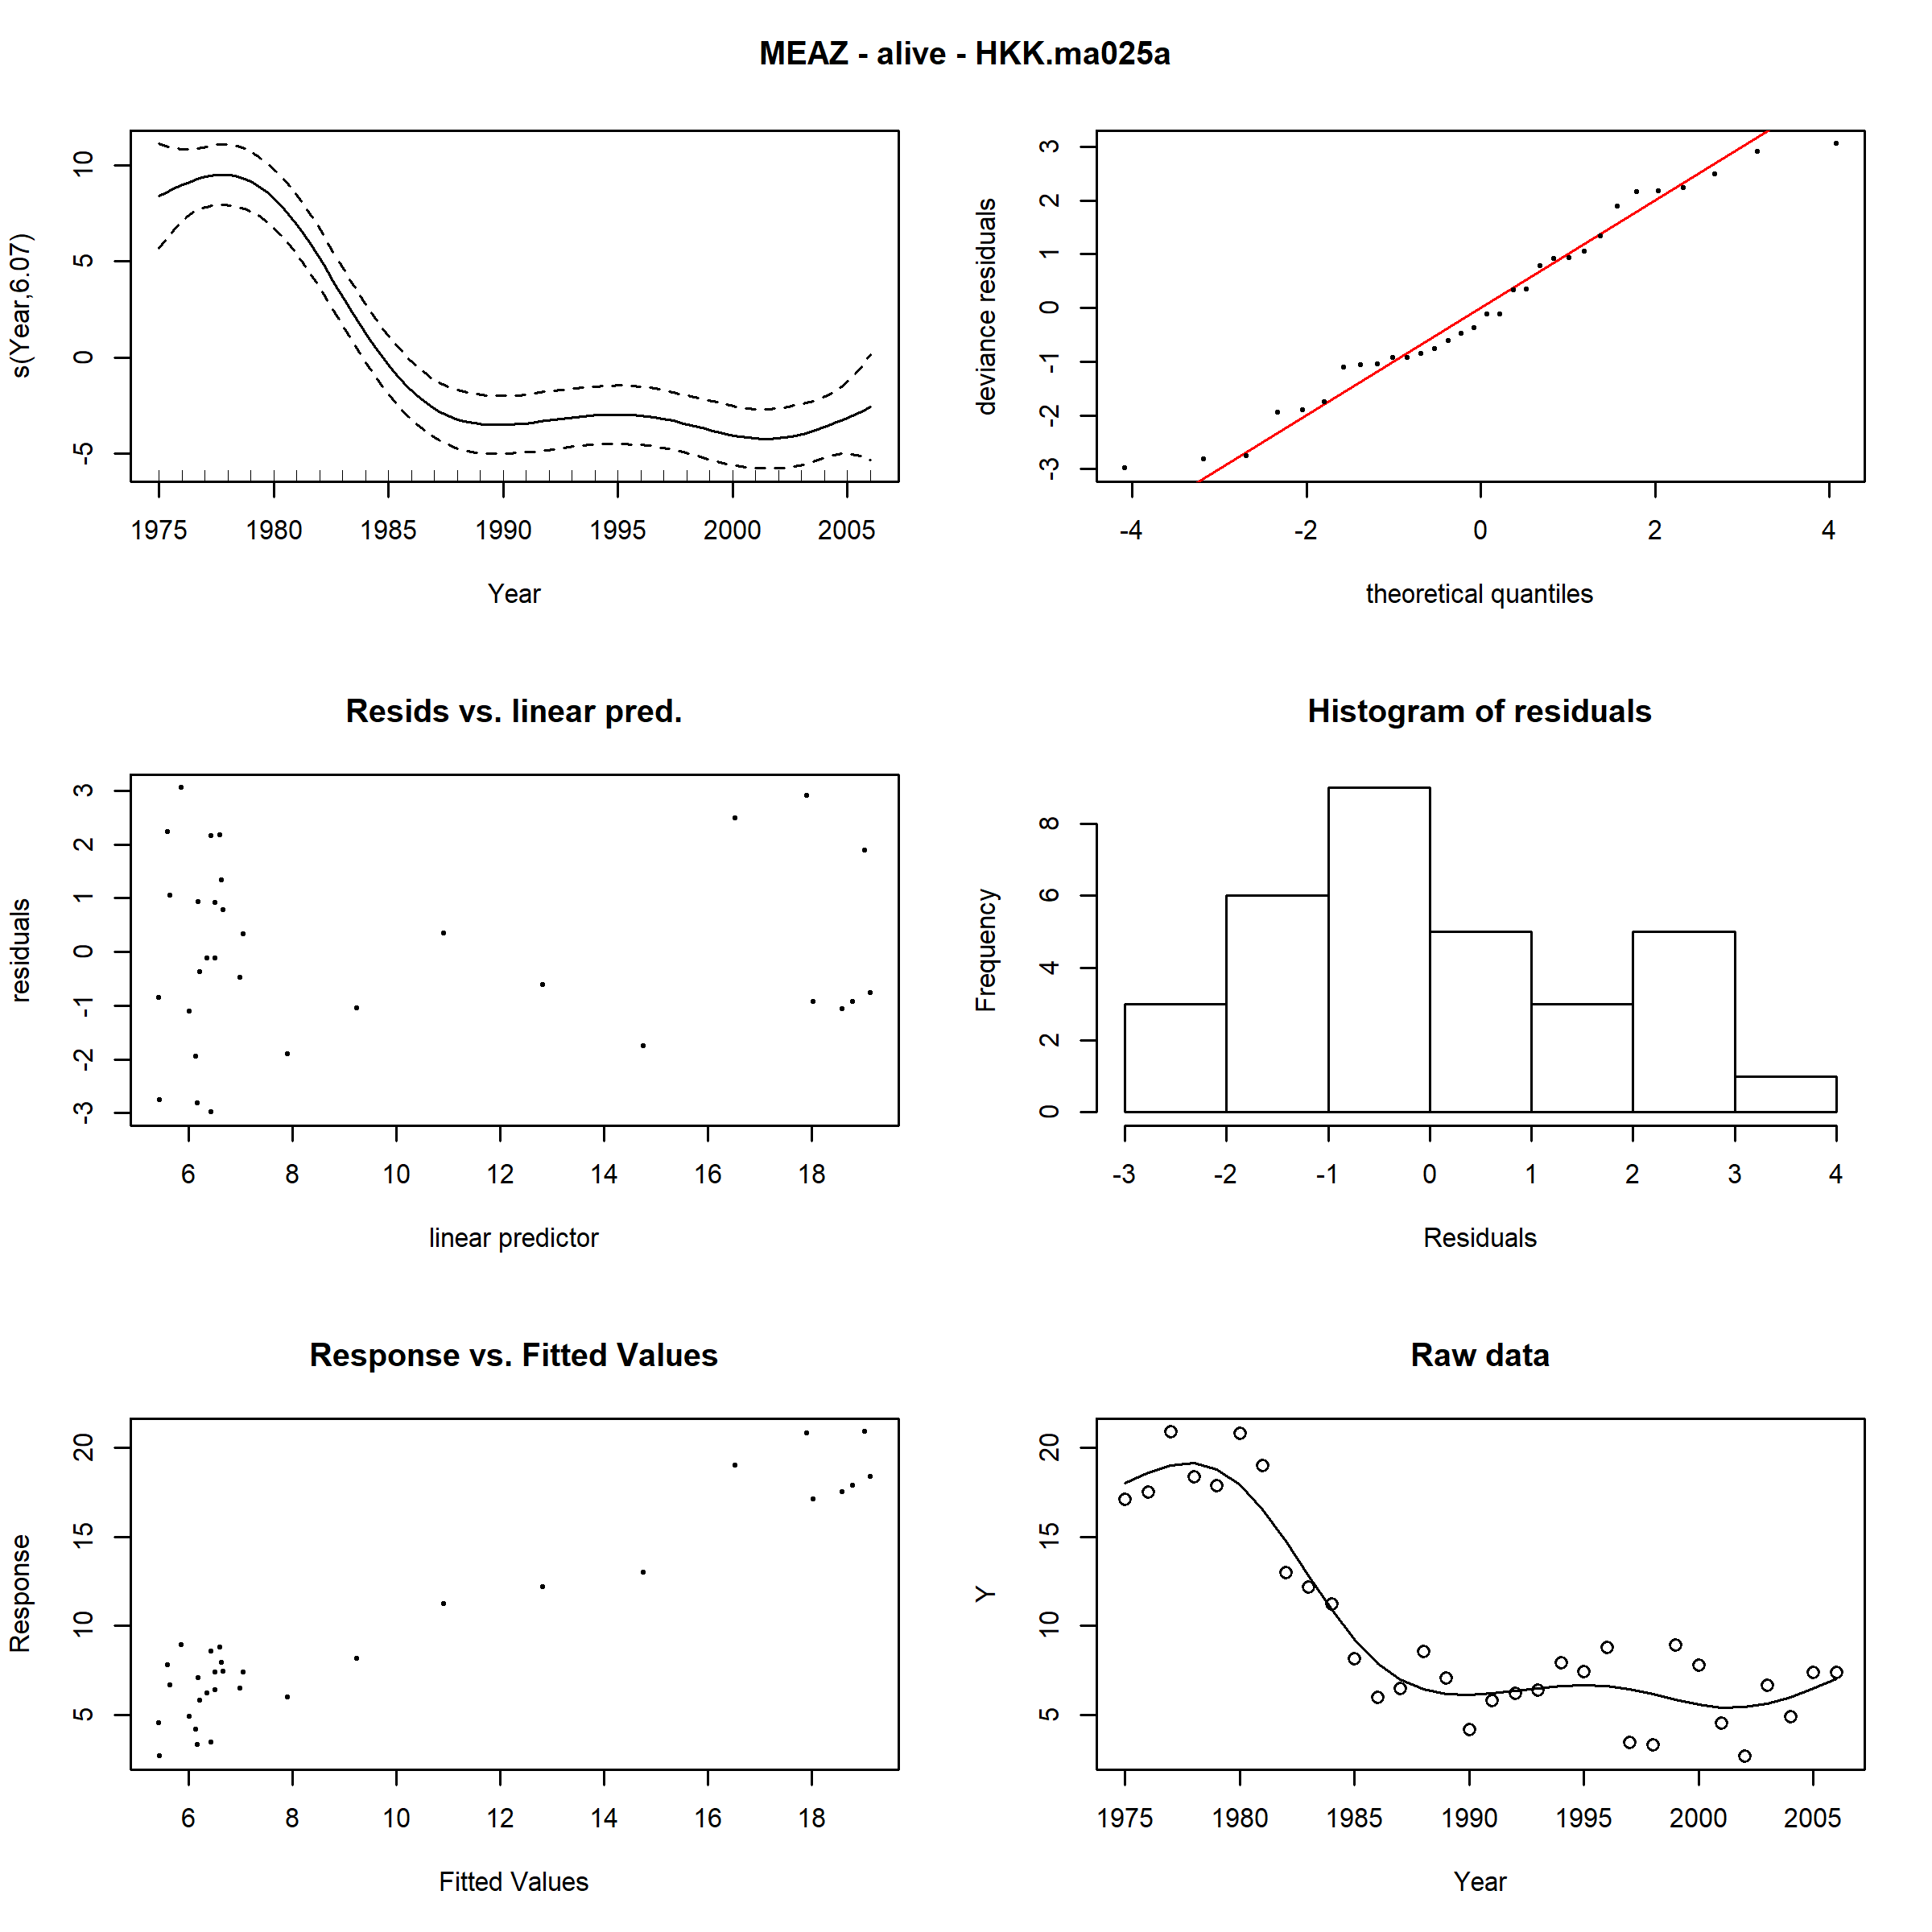 MEAZ - alive - HKK.ma025a
s(Year,6.07)
10
5
0
-5
1975 1980 1985 1990 1995 2000 2005
Year
deviance residuals
3
2
1
0
-1
-2
-3
-4 -2 0 2 4
theoretical quantiles
Resids vs. linear pred.
residuals
3
2
1
0
-1
-2
-3
6 8 10 12 14 16 18
linear predictor
Histogram of residuals
Frequency
8
6
4
2
0
-3 -2 -1 0 1 2 3 4
Residuals
Response vs. Fitted Values
Response
20
15
10
5
6 8 10 12 14 16 18
Fitted Values
Raw data
Y
20
15
10
5
1975 1980 1985 1990 1995 2000 2005
Year